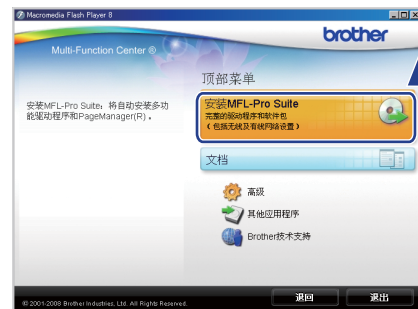 Macromedia Flash Player 8
brother
Multi-Function Center ®
顶部菜单
安装MFL-Pro Suite：将自动安装多功
能驱动程序和PageManager(R)。
安装MFL-Pro Suite
完整的驱动程序和软件包
（包括无线及有线网络设置）
文档
高级
其他应用程序
Brother技术支持
© 2001-2008 Brother Industries, Ltd. All Rights Reserved.
退回
退出